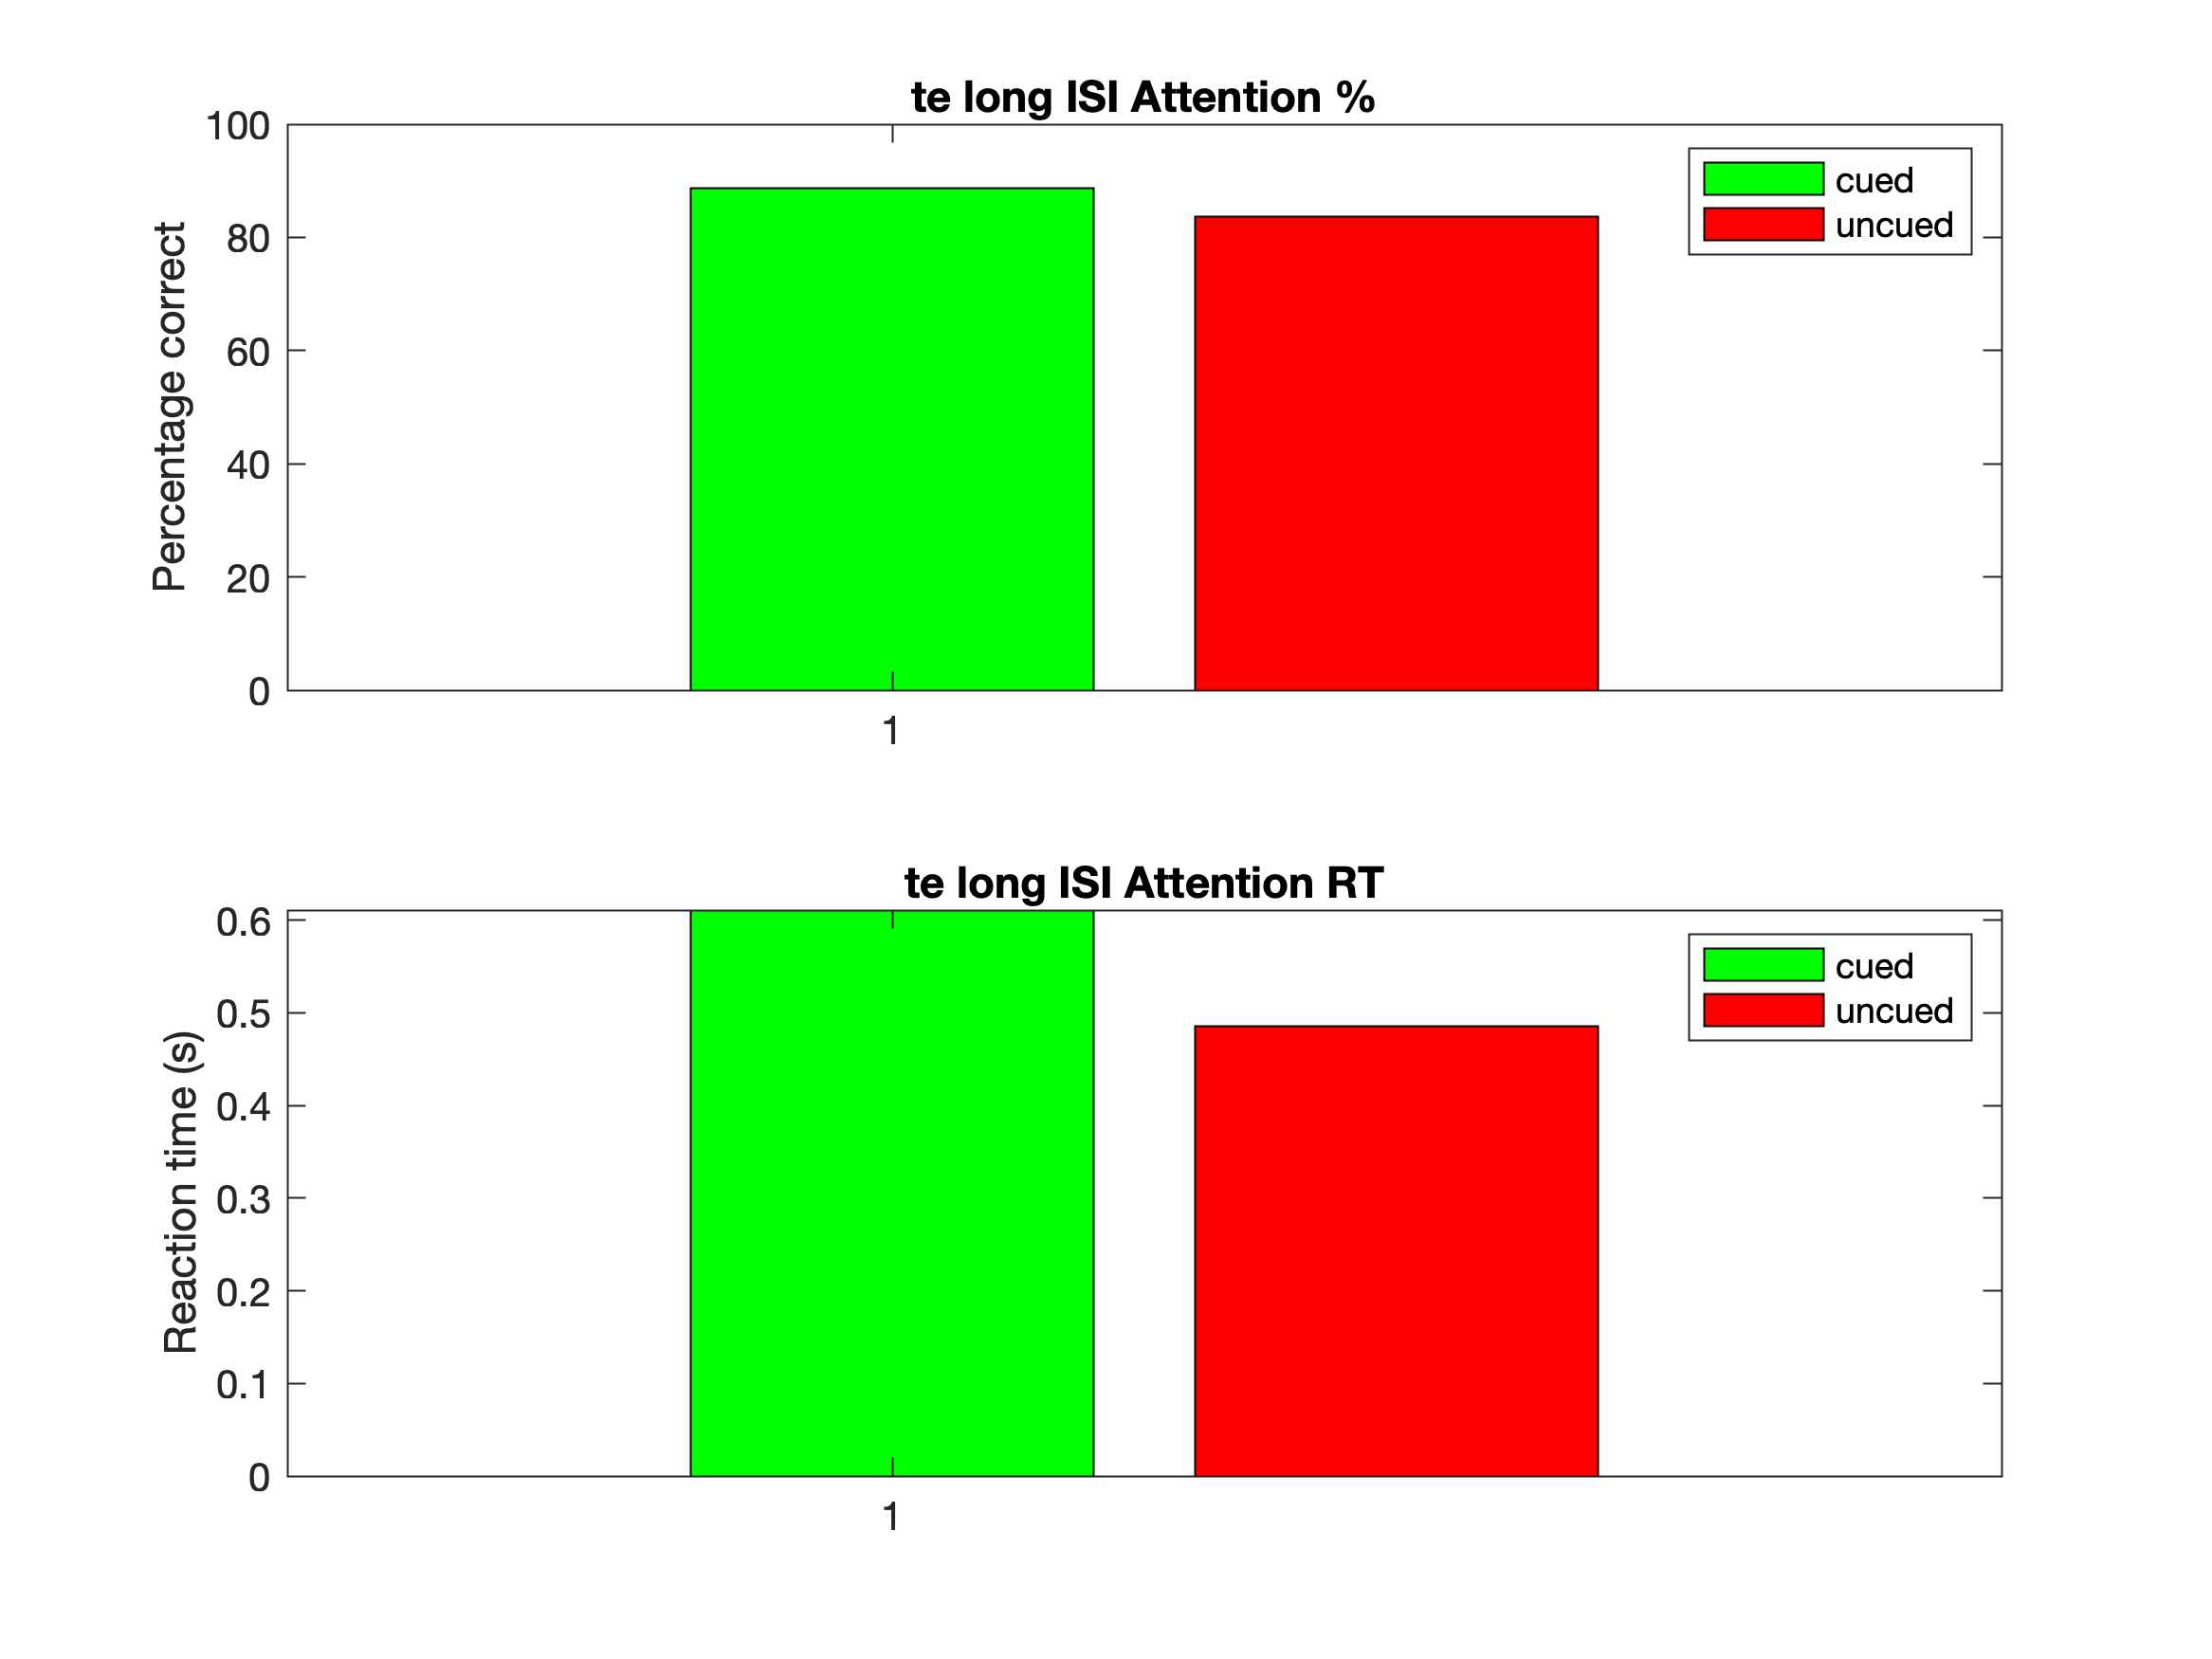 te long ISI Attention %
100
80
60
40
20
0
Percentage correct
cued
uncued
1
te long ISI Attention RT
0.6
0.5
0.4
0.3
0.2
0.1
0
Reaction time (s)
cued
uncued
1